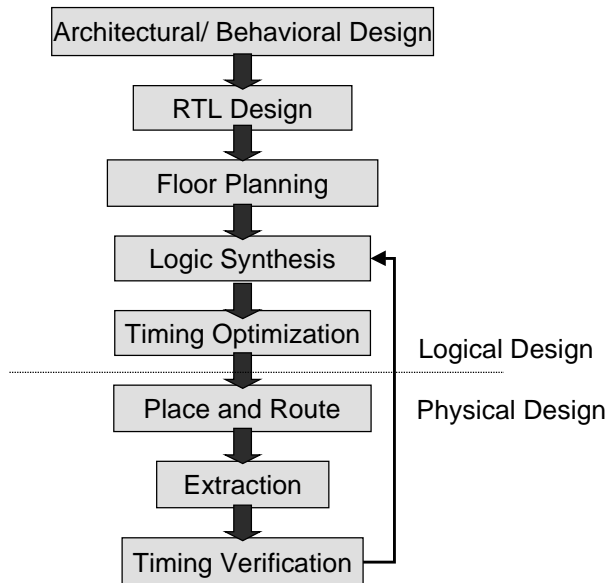 Architectural/ Behavioral Design
RTL Design
Floor Planning
Logic Synthesis
Timing Optimization
Logical Design
Place and Route
Physical Design
Extraction
Timing Verification